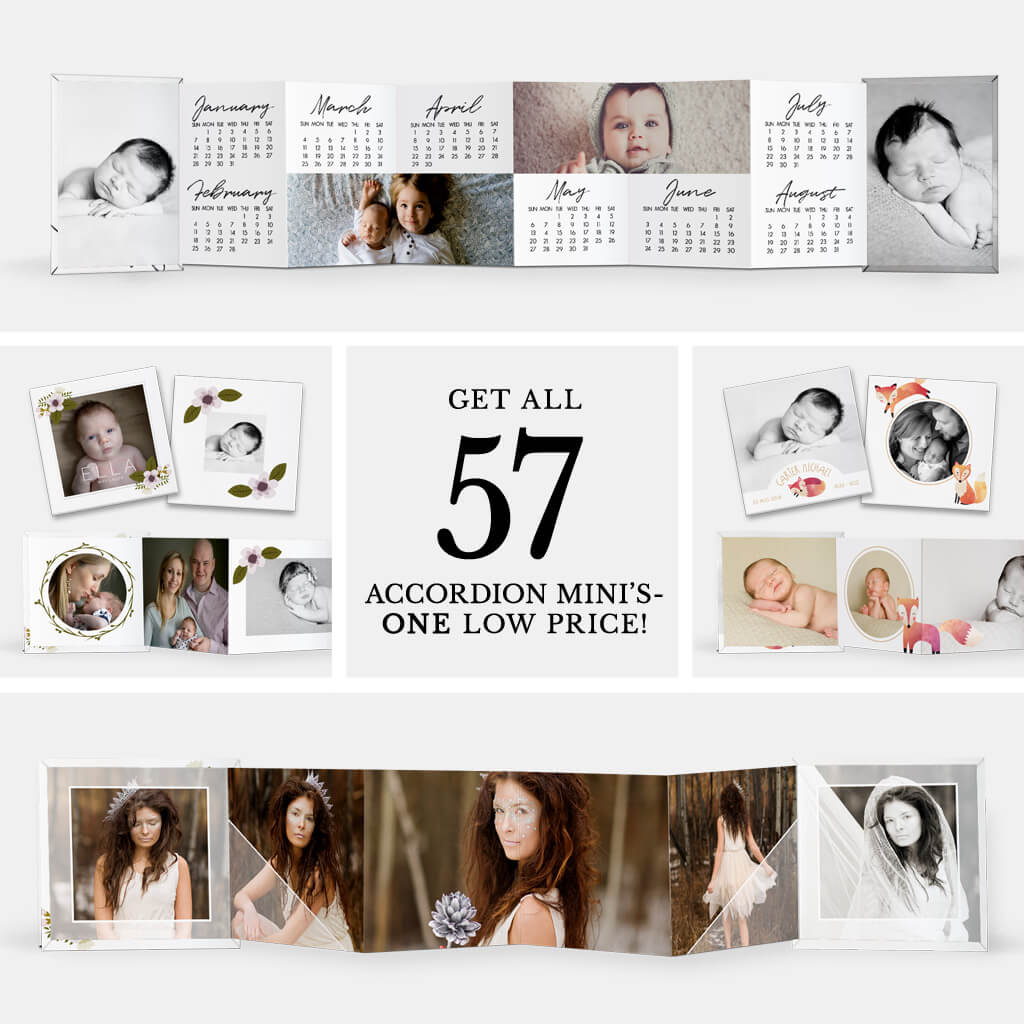 January
SUN MON TUE WED THU FRI SAT
1 2 3 4 5 6
7 8 9 10 11 12 13
14 15 16 17 18 19 20
21 22 23 24 25 26 27
28 29 30 31
February
SUN MON TUE WED THU FRI SAT
1 2 3
4 5 6 7 8 9 10
11 12 13 14 15 16 17
18 19 20 21 22 23 24
25 26 27 28
March
SUN MON TUE WED THU FRI SAT
1 2 3
4 5 6 7 8 9 10
11 12 13 14 15 16 17
18 19 20 21 22 23 24
25 26 27 28 29 30 31
April
SUN MON TUE WED THU FRI SAT
1 2 3 4 5 6 7
8 9 10 11 12 13 14
15 16 17 18 19 20 21
22 23 24 25 26 27 28
29 30
May
SUN MON TUE WED THU FRI SAT
1 2 3 4 5
6 7 8 9 10 11 12
13 14 15 16 17 18 19
20 21 22 23 24 25 26
27 28 29 30 31
June
SUN MON TUE WED THU FRI SAT
1 2
3 4 5 6 7 8 9
10 11 12 13 14 15 16
17 18 19 20 21 22 23
24 25 26 27 28 29 30
July
SUN MON TUE WED THU FRI SAT
1 2 3 4 5 6 7
8 9 10 11 12 13 14
15 16 17 18 19 20 21
22 23 24 25 26 27 28
29 30 31
August
SUN MON TUE WED THU FRI SAT
1 2 3 4
5 6 7 8 9 10 11
12 13 14 15 16 17 18
19 20 21 22 23 24 25
26 27 28 29 30 31
ELLA
GET ALL
57
ACCORDION MINI'S-
ONE LOW PRICE!
CARTER MICHAEL